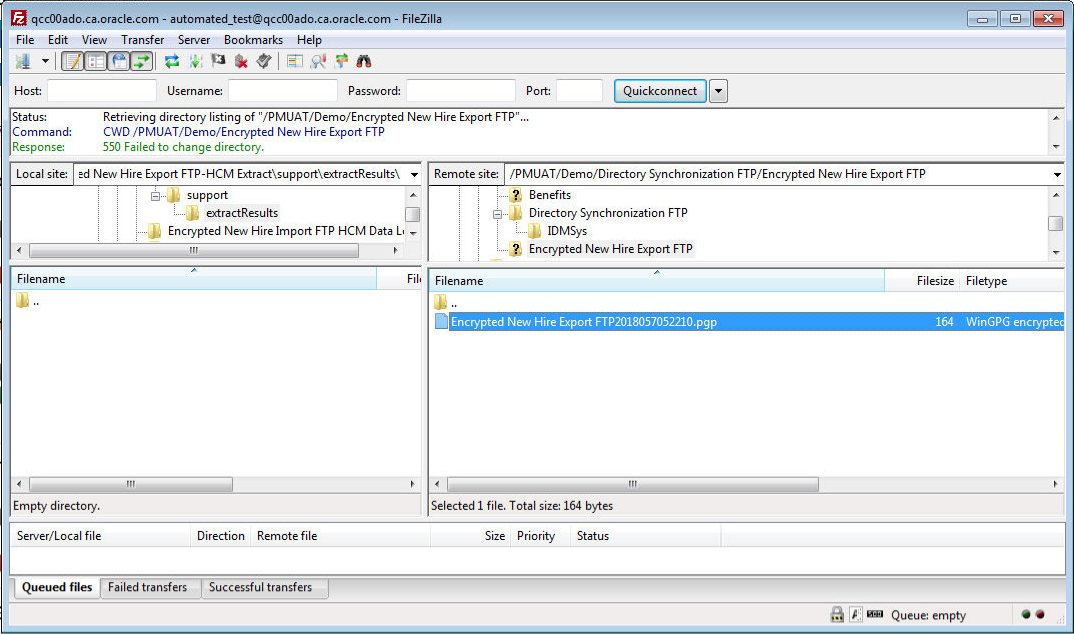 qcc00ado.ca.oracle.com - automated_test@qcc00ado.ca.oracle.com - FileZilla
File Edit View Transfer Server Bookmarks Help
Host: Username: Password: Port: Quickconnect
Status: Retrieving directory listing of "/PMUAT/Demo/Encrypted New Hire Export FTP"...
Command: CWD /PMUAT/Demo/Encrypted New Hire Export FTP
Response: 550 Failed to change directory.
Local site: ed New Hire Export FTP-HCM Extract\support\extractResults\
support
extractResults
Encrypted New Hire Import FTP HCM Data Lo
Filename File
..
Empty directory.
Remote site: /PMUAT/Demo/Directory Synchronization FTP/Encrypted New Hire Export FTP
Benefits
Directory Synchronization FTP
IDMSys
Encrypted New Hire Export FTP
Filename Filesize Filetype
..
Encrypted New Hire Export FTP2018057052210.pgp 164 WinGPG encrypted
Selected 1 file. Total size: 164 bytes
Server/Local file Direction Remote file Size Priority Status
Queued files Failed transfers Successful transfers
Queue: empty